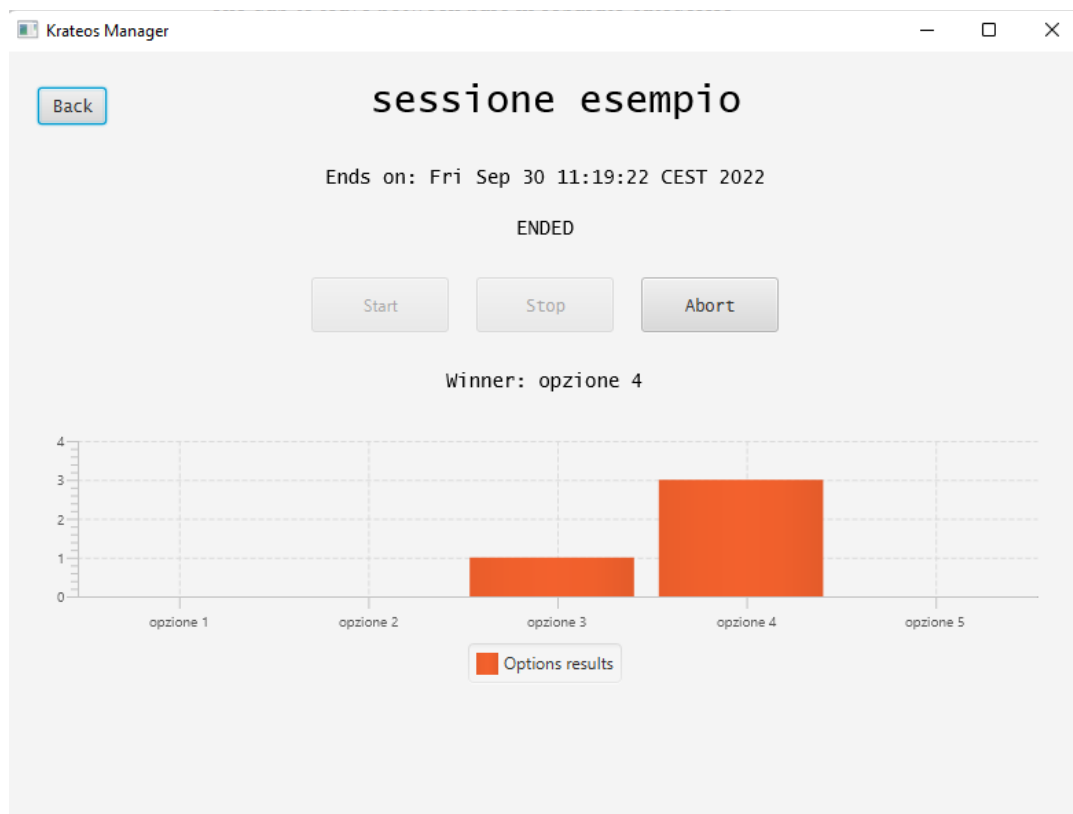 Krateos Manager
Back
sessione esempio
Ends on: Fri Sep 30 11:19:22 CEST 2022
ENDED
Start Stop Abort
Winner: opzione 4
4
3
2
1
0
opzione 1 opzione 2 opzione 3 opzione 4 opzione 5
Options results